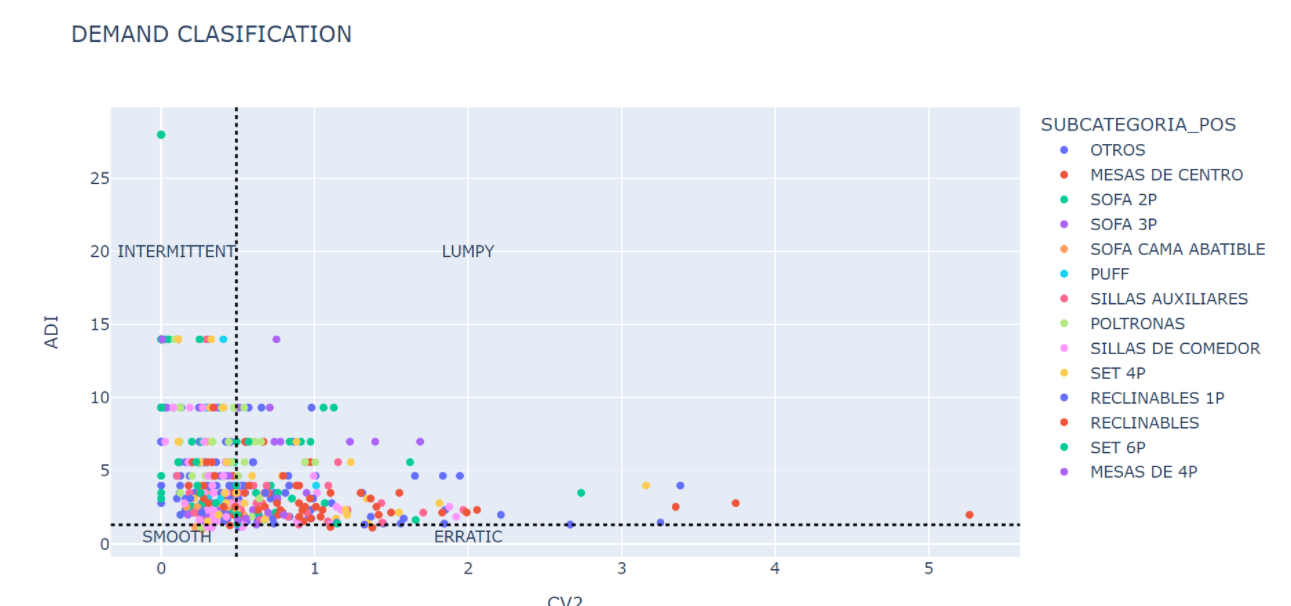 DEMAND CLASIFICATION
SUBCATEGORIA_POS
OTROS
MESAS DE CENTRO
SOFA 2P
SOFA 3P
SOFA CAMA ABATIBLE
PUFF
SILLAS AUXILIARES
POLTRONAS
SILLAS DE COMEDOR
SET 4P
RECLINABLES 1P
RECLINABLES
SET 6P
MESAS DE 4P
ADI
25
20
15
10
5
0
INTERMITTENT
LUMPY
SMOOTH
ERRATIC
0 1 2 3 4 5
CV2